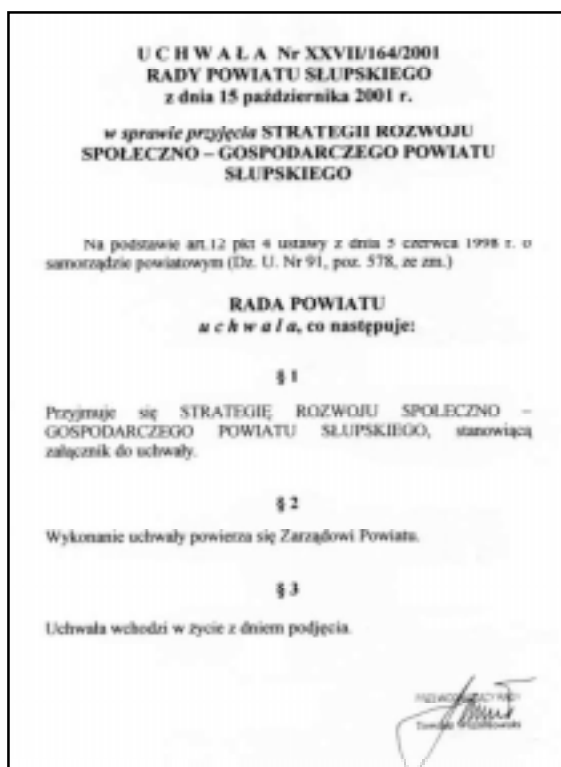 U C H W A Ł A Nr XXVII/164/2001
RADY POWIATU SŁUPSKIEGO
z dnia 15 października 2001 r.
w sprawie przyjęcia STRATEGII ROZWOJU
SPOŁECZNO – GOSPODARCZEGO POWIATU
SŁUPSKIEGO
Na podstawie art.12 pkt 4 ustawy z dnia 5 czerwca 1998 r. o
samorządzie powiatowym (Dz. U. Nr 91, poz. 578, ze zm.)
RADA POWIATU
u c h w a l a, co następuje:
§ 1
Przyjmuje się STRATEGIĘ ROZWOJU SPOŁECZNO –
GOSPODARCZEGO POWIATU SŁUPSKIEGO, stanowiącą
załącznik do uchwały.
§ 2
Wykonanie uchwały powierza się Zarządowi Powiatu.
§ 3
Uchwała wchodzi w życie z dniem podjęcia.